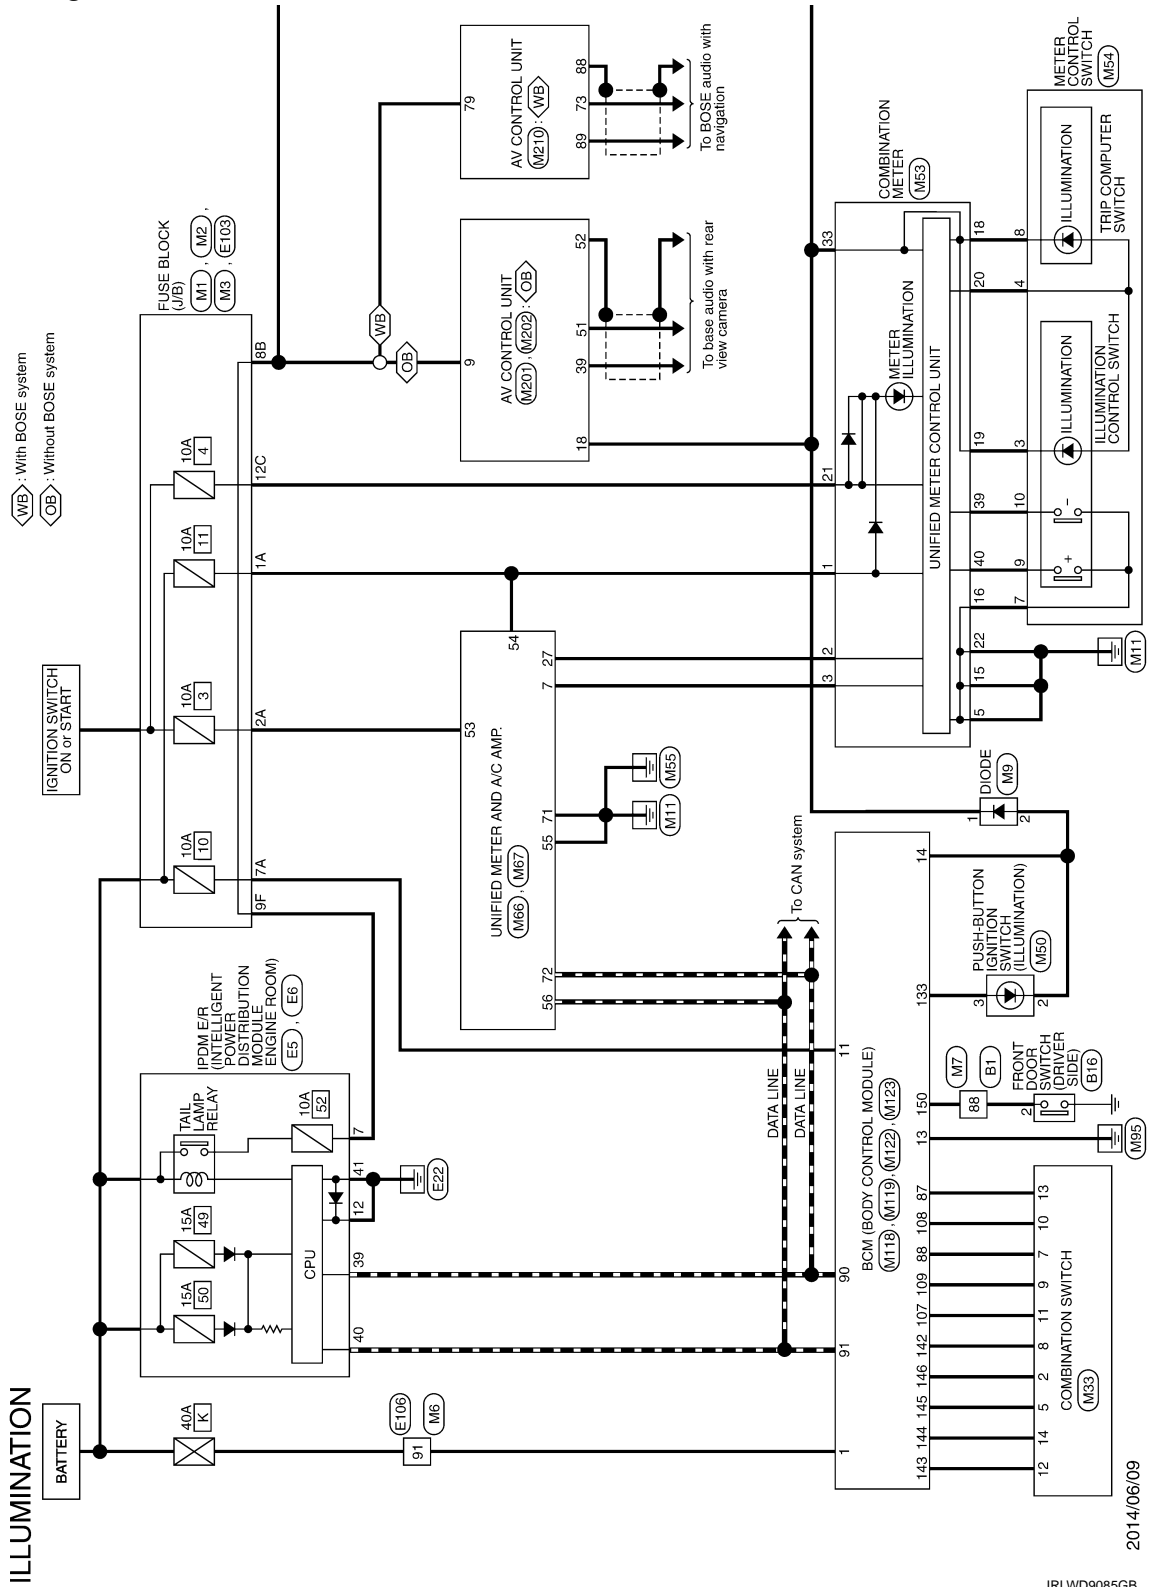 ILLUMINATION
BATTERY
IGNITION SWITCH
ON or START
WB : With BOSE system
OB : Without BOSE system
40A
K
15A
50
15A
49
TAIL
LAMP
RELAY
10A
52
CPU
IPDM E/R
(INTELLIGENT
POWER
DISTRIBUTION
MODULE
ENGINE ROOM)
E5 , E6
40
39
12
41
7
E22
10A
10
10A
3
10A
11
10A
4
FUSE BLOCK
(J/B)
M1 , M2 ,
M3 , E103
9F
7A
2A
1A
12C
8B
E106
91
M6
WB
OB
53
54
UNIFIED METER AND A/C AMP.
M66 , M67
56
72
55
71
7
27
M11
M55
9
AV CONTROL UNIT
M201 , M202 : OB
18
39
51
52
To base audio with rear
view camera
79
AV CONTROL UNIT
M210 : WB
89
73
88
To BOSE audio with
navigation
DATA LINE
DATA LINE
To CAN system
1
91
90
11
BCM (BODY CONTROL MODULE)
M118 , M119 , M122 , M123
143
144
145
146
142
107
109
88
108
87
13
150
133
14
12
14
5
2
8
11
9
7
10
13
COMBINATION SWITCH
M33
M95
M7
88
B1
FRONT
DOOR
SWITCH
(DRIVER
SIDE)
B16
2
PUSH-BUTTON
IGNITION
SWITCH
(ILLUMINATION)
M50
3
2
DIODE
M9
1
2
3
2
1
21
33
COMBINATION
METER
M53
METER
ILLUMINATION
UNIFIED METER CONTROL UNIT
5
15
22
16
40
39
19
20
18
M11
7
9
10
3
4
8
+
−
ILLUMINATION
ILLUMINATION
CONTROL SWITCH
ILLUMINATION
TRIP COMPUTER
SWITCH
METER
CONTROL
SWITCH
M54
2014/06/09
JRLWD9085GB